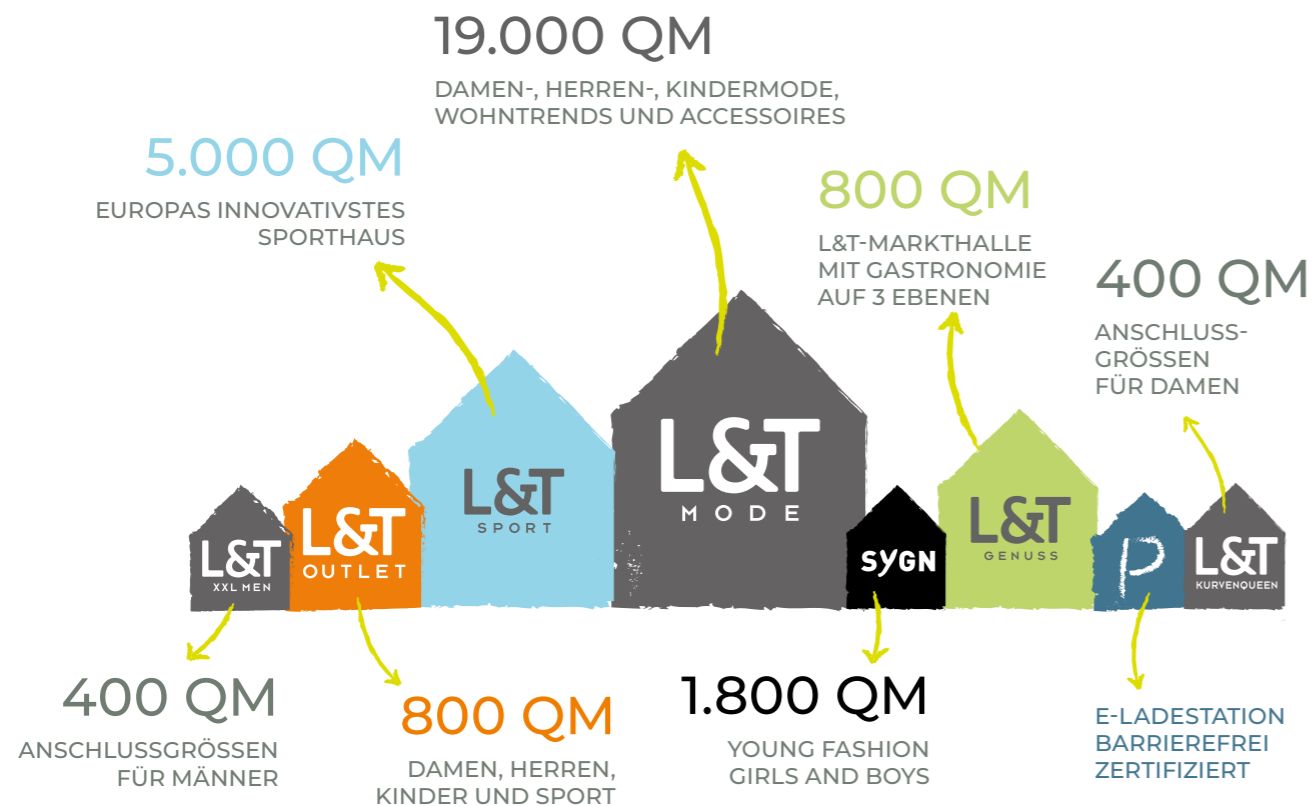 19.000 QM
DAMEN-, HERREN-, KINDERMODE,
WOHNTRENDS UND ACCESSOIRES
5.000 QM
EUROPAS INNOVATIVSTES
SPORTHAUS
800 QM
L&T-MARKTHALLE
MIT GASTRONOMIE
AUF 3 EBENEN
400 QM
ANSCHLUSS-
GRÖSSEN
FÜR DAMEN
L&T
XXL MEN
L&T
OUTLET
L&T
SPORT
L&T
MODE
SYGN
L&T
GENUSS
P
L&T
KURVENQUEEN
400 QM
ANSCHLUSSGRÖSSEN
FÜR MÄNNER
800 QM
DAMEN, HERREN,
KINDER UND SPORT
1.800 QM
YOUNG FASHION
GIRLS AND BOYS
E-LADESTATION
BARRIEREFREI
ZERTIFIZIERT